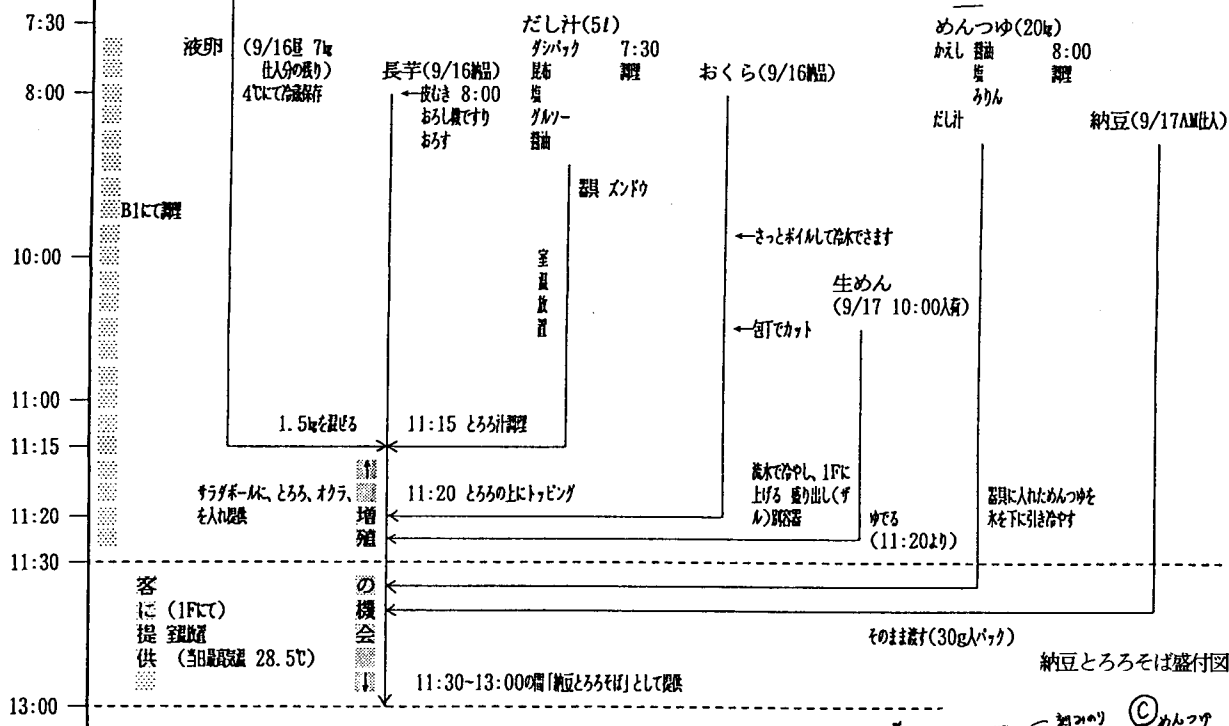 7:30
8:00
10:00
11:00
11:15
11:20
11:30
13:00
液卵 (9/16昼 7kg
仕入分の残り)
4℃にて冷蔵保存
長芋(9/16納品)
←皮むき 8:00
おろし機ですり
おろす
だし汁(5ℓ)
ダシパック 7:30
昆布 調理
塩
グルソー
醤油
器具 ズンドウ
室温放置
おくら(9/16納品)
←さっとボイルして冷水でさます
←包丁でカット
めんつゆ(20kg)
かえし 醤油 8:00
塩 調理
みりん
だし汁
納豆(9/17AM仕入)
生めん
(9/17 10:00入荷)
B1にて調理
1.5kgを混ぜる
11:15 とろろ汁調理
サラダボールに、とろろ、オクラ、
を入れ提供
11:20 とろろの上にトッピング
流水で冷やし、1Fに
上げる 盛り出し(ザ
ル)別容器
ゆでる
(11:20より)
器具に入れためんつゆを
氷を下に引き冷やす
増殖の機会
客に提供
(1Fにて)
室温放置
(当日最高気温 28.5℃)
そのまま渡す(30g入パック)
11:30~13:00の間「納豆とろろそば」として提供
納豆とろろそば盛付図
刻みのり
Ⓒめんつゆ